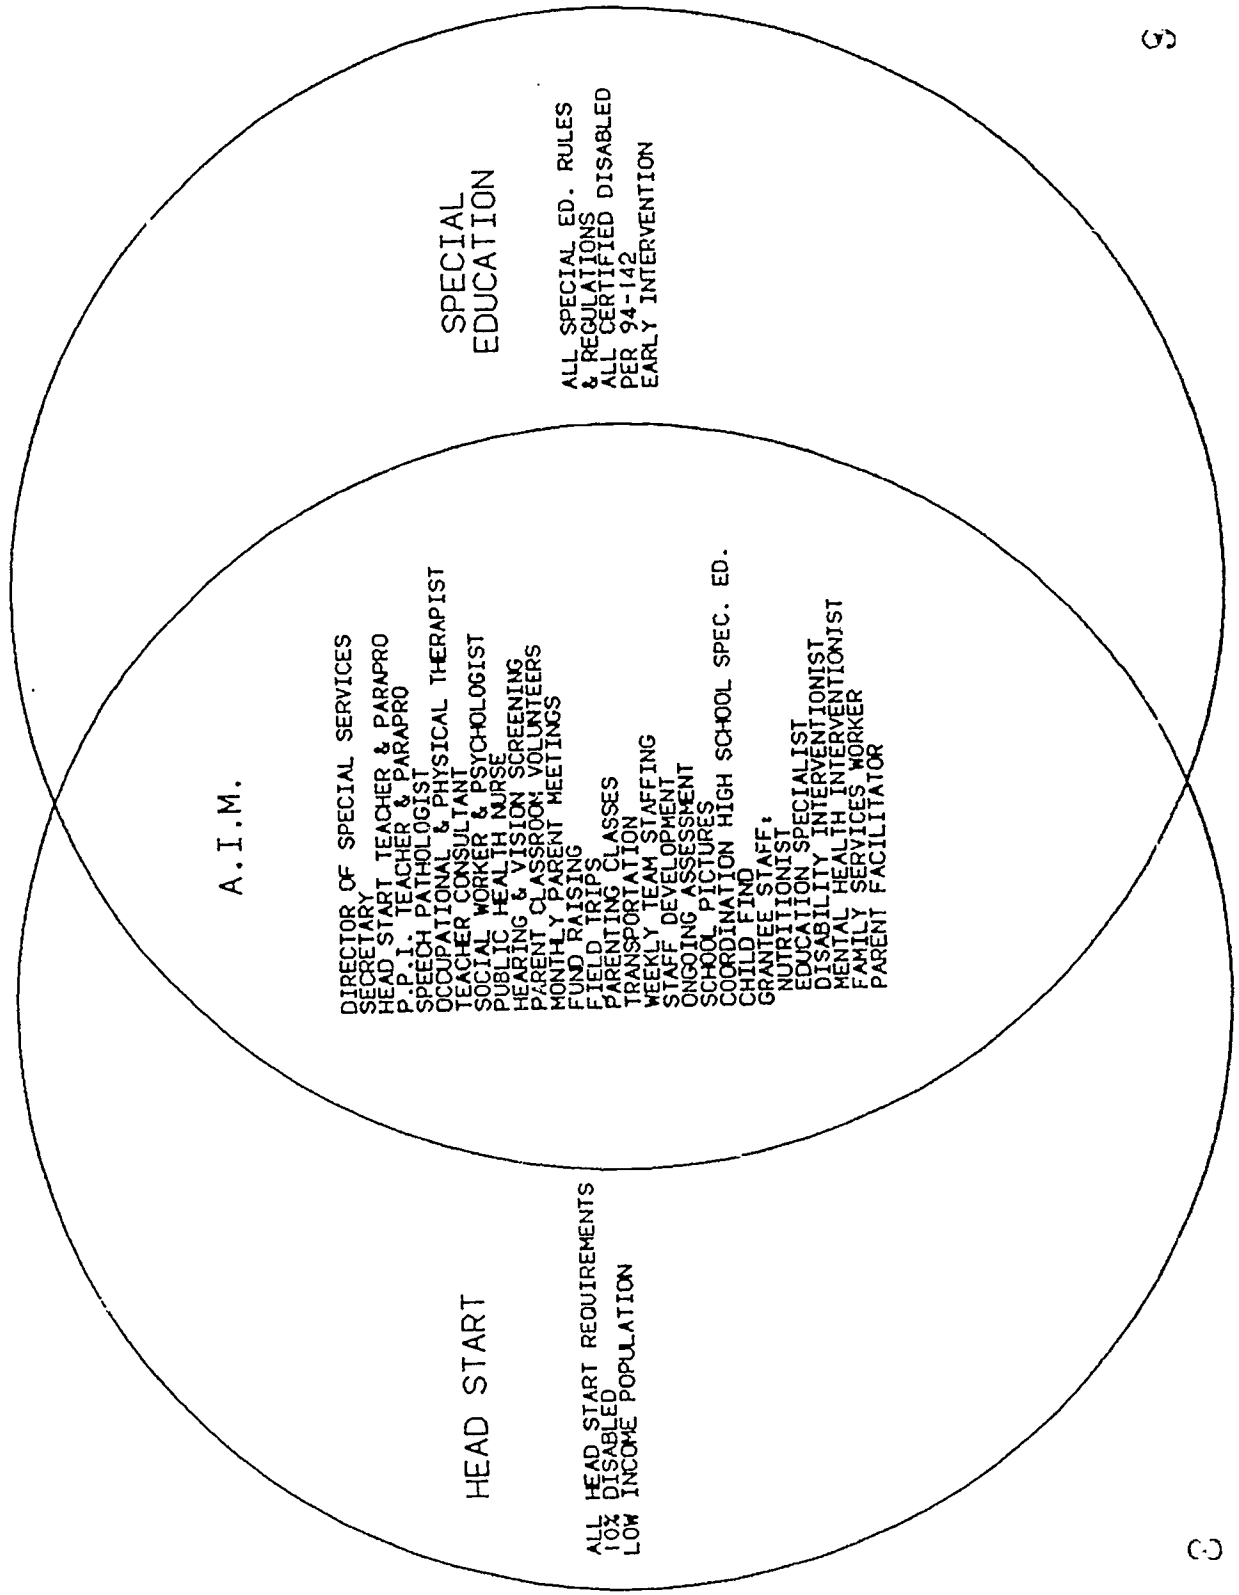 A.I.M.
HEAD START
ALL HEAD START REQUIREMENTS
10% DISABLED
LOW INCOME POPULATION
DIRECTOR OF SPECIAL SERVICES
SECRETARY
HEAD START TEACHER & PARAPRO
P.P.I. TEACHER & PARAPRO
SPEECH PATHOLOGIST
OCCUPATIONAL & PHYSICAL THERAPIST
TEACHER CONSULTANT
SOCIAL WORKER & PSYCHOLOGIST
PUBLIC HEALTH NURSE
HEARING & VISION SCREENING
PARENT CLASSROOM VOLUNTEERS
MONTHLY PARENT MEETINGS
FUND RAISING
FIELD TRIPS
PARENTING CLASSES
TRANSPORTATION
WEEKLY TEAM STAFFING
STAFF DEVELOPMENT
ONGOING ASSESSMENT
SCHOOL PICTURES
COORDINATION HIGH SCHOOL SPEC. ED.
CHILD FIND
GRANTEE STAFF:
NUTRITIONIST
EDUCATION SPECIALIST
DISABILITY INTERVENTIONIST
MENTAL HEALTH INTERVENTIONIST
FAMILY SERVICES WORKER
PARENT FACILITATOR
SPECIAL
EDUCATION
ALL SPECIAL ED. RULES
& REGULATIONS
ALL CERTIFIED DISABLED
PER 94-142
EARLY INTERVENTION